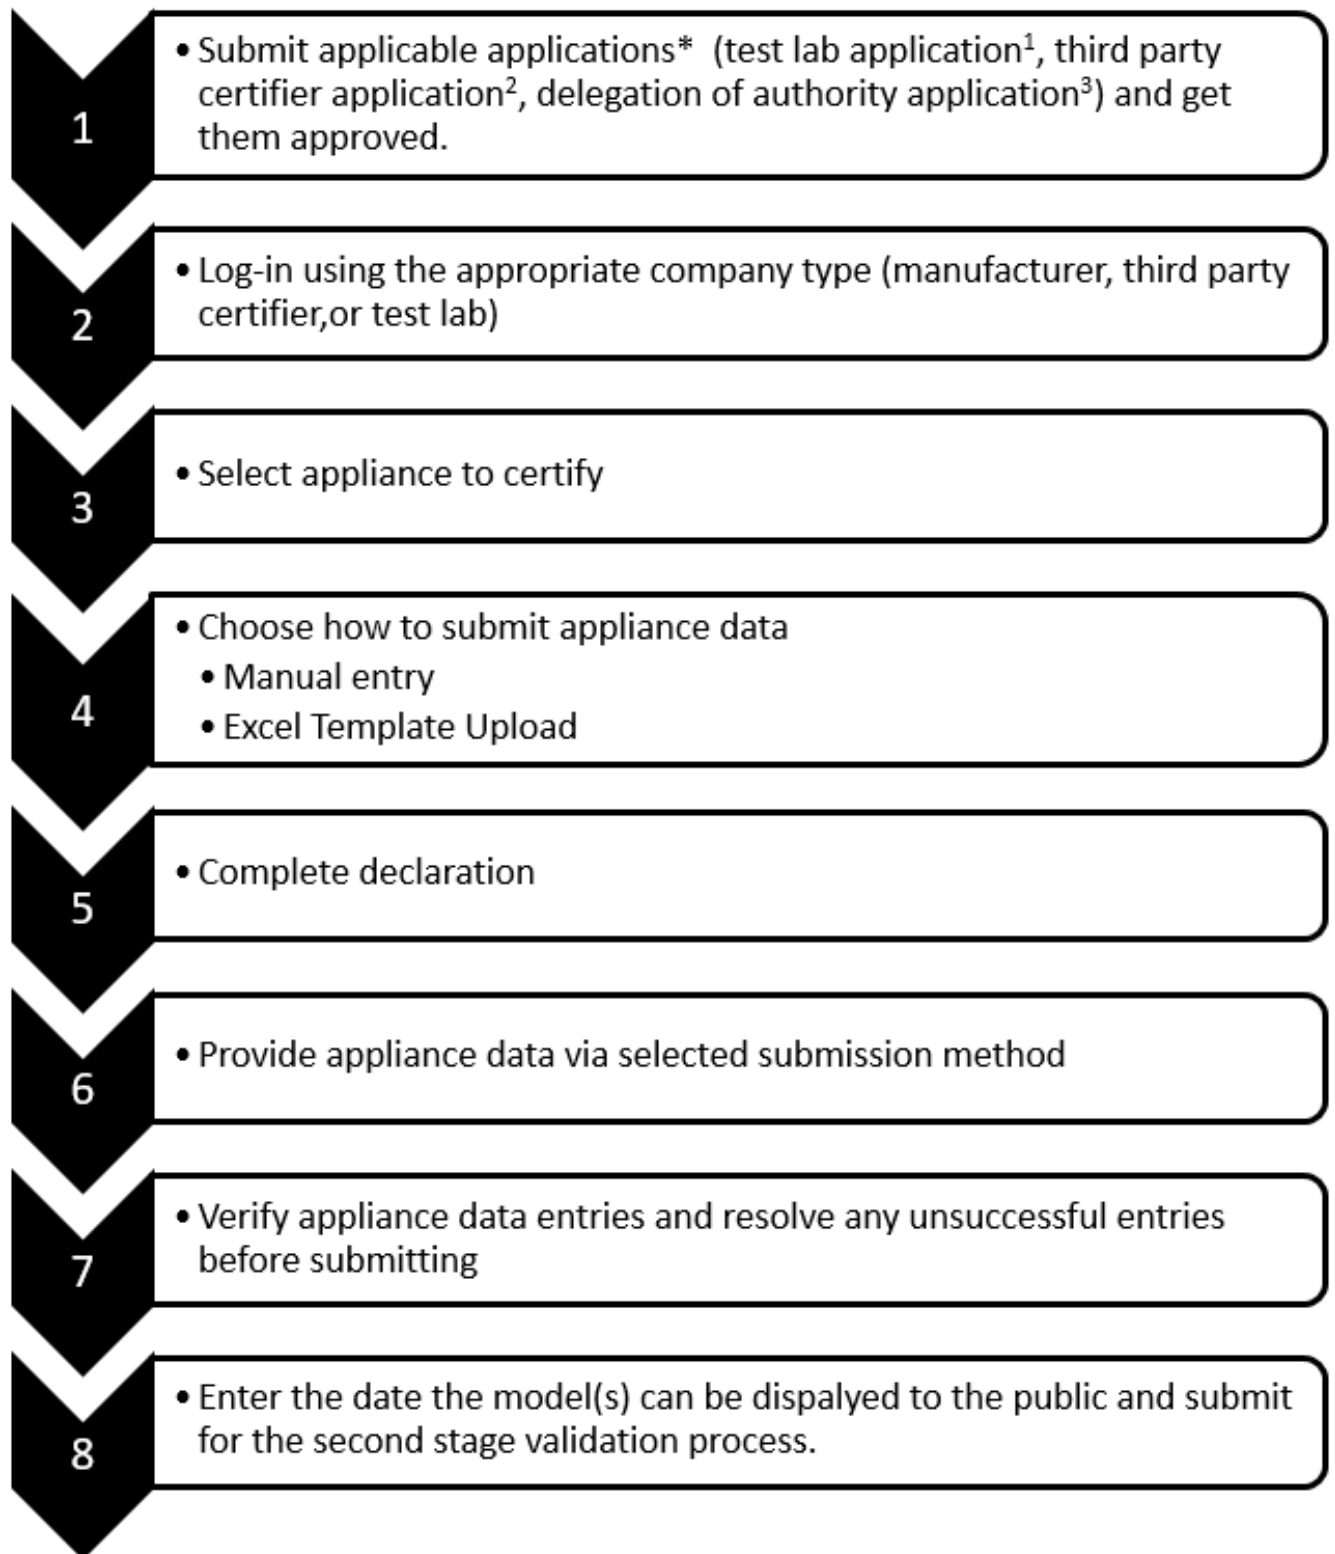 1
• Submit applicable applications* (test lab application¹, third party
certifier application², delegation of authority application³) and get
them approved.
2
• Log-in using the appropriate company type (manufacturer, third party
certifier,or test lab)
3
• Select appliance to certify
4
• Choose how to submit appliance data
• Manual entry
• Excel Template Upload
5
• Complete declaration
6
• Provide appliance data via selected submission method
7
• Verify appliance data entries and resolve any unsuccessful entries
before submitting
8
• Enter the date the model(s) can be dispalyed to the public and submit
for the second stage validation process.